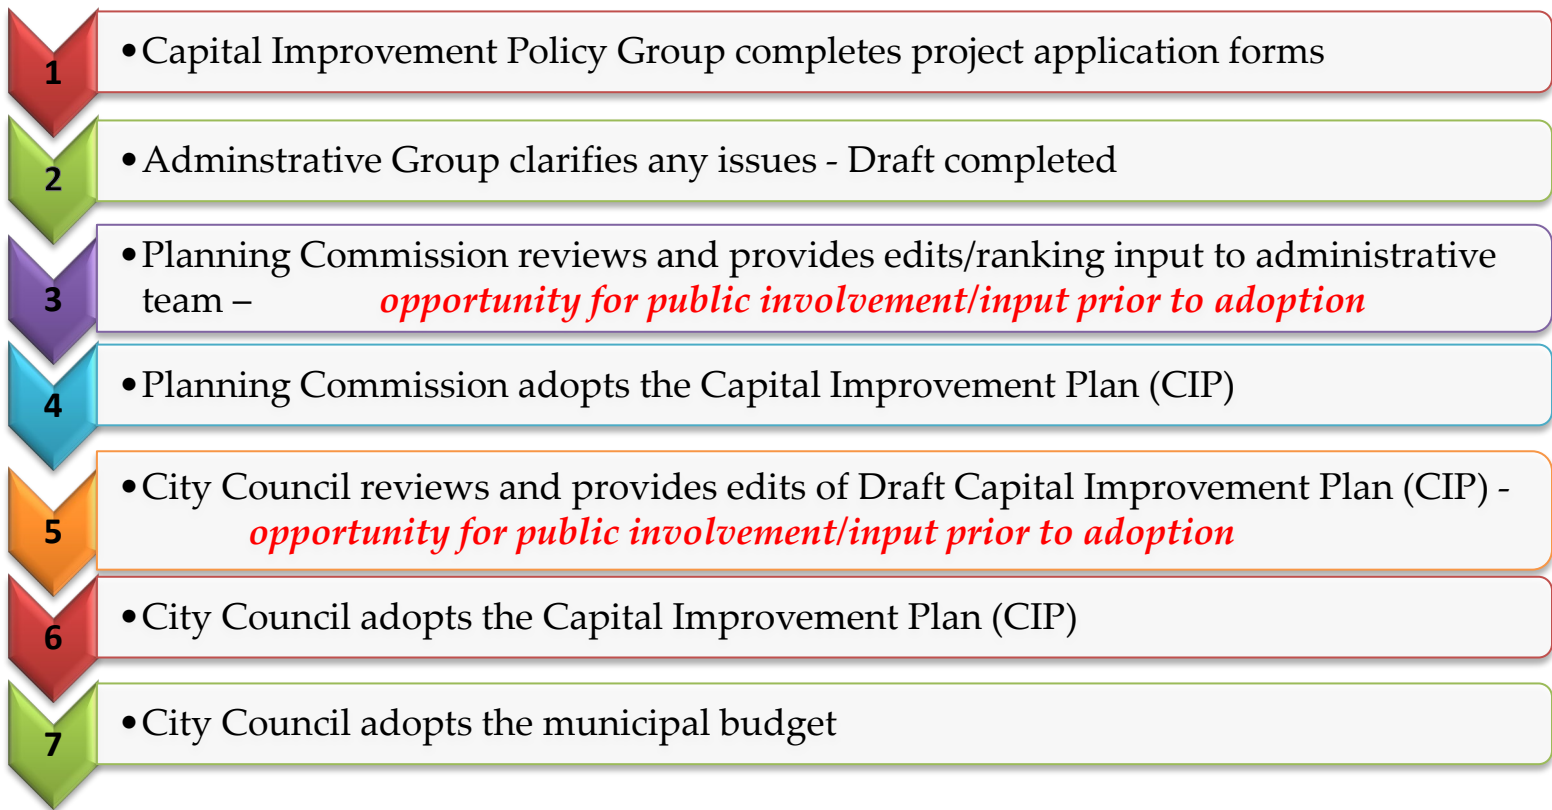 1
•Capital Improvement Policy Group completes project application forms
2
•Adminstrative Group clarifies any issues - Draft completed
3
•Planning Commission reviews and provides edits/ranking input to administrative
team – opportunity for public involvement/input prior to adoption
4
•Planning Commission adopts the Capital Improvement Plan (CIP)
5
•City Council reviews and provides edits of Draft Capital Improvement Plan (CIP) -
opportunity for public involvement/input prior to adoption
6
•City Council adopts the Capital Improvement Plan (CIP)
7
•City Council adopts the municipal budget